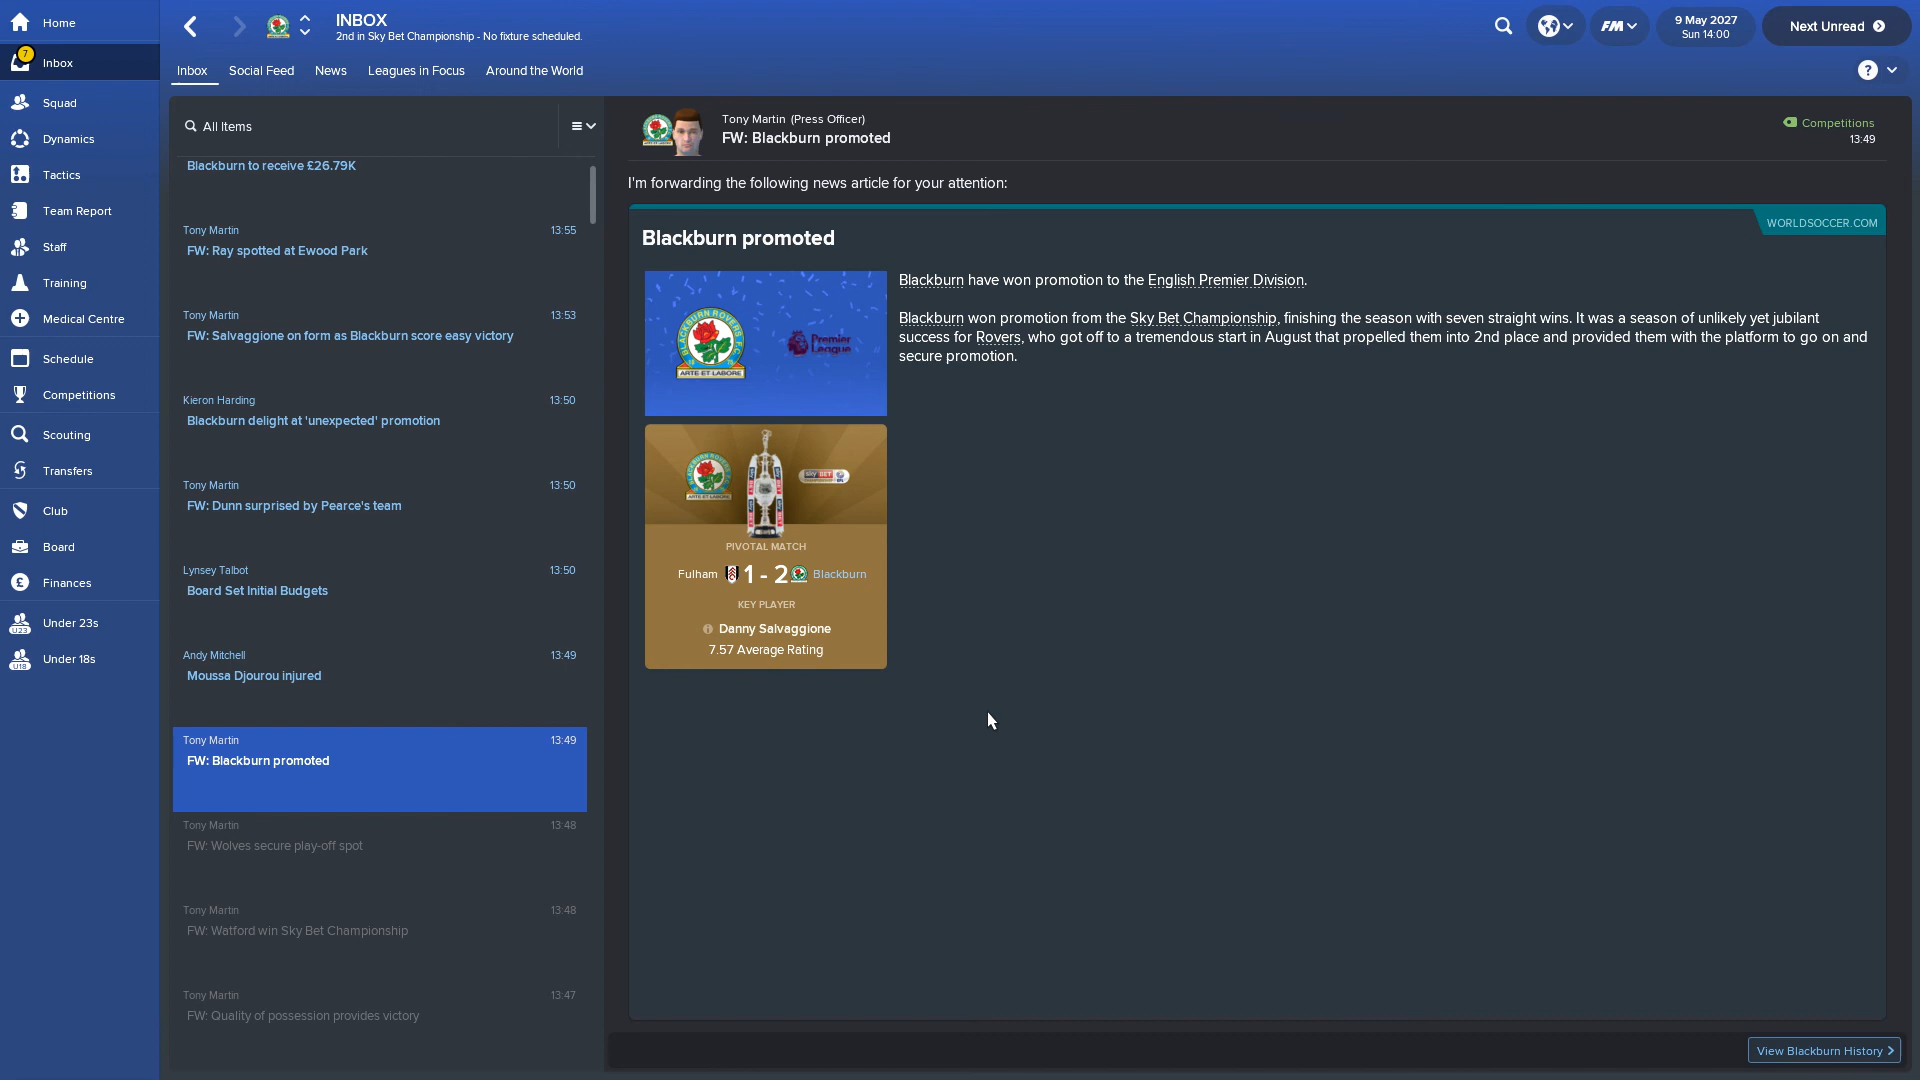 Home
7
Inbox
Squad
Dynamics
Tactics
Team Report
Staff
Training
Medical Centre
Schedule
Competitions
Scouting
Transfers
Club
Board
Finances
U23
Under 23s
U18
Under 18s
INBOX
2nd in Sky Bet Championship - No fixture scheduled.
FM
9 May 2027
Sun 14:00
Next Unread
Inbox
Social Feed
News
Leagues in Focus
Around the World
?
All Items
Blackburn to receive £26.79K
Tony Martin 13:55
FW: Ray spotted at Ewood Park
Tony Martin 13:53
FW: Salvaggione on form as Blackburn score easy victory
Kieron Harding 13:50
Blackburn delight at 'unexpected' promotion
Tony Martin 13:50
FW: Dunn surprised by Pearce's team
Lynsey Talbot 13:50
Board Set Initial Budgets
Andy Mitchell 13:49
Moussa Djourou injured
Tony Martin 13:49
FW: Blackburn promoted
Tony Martin 13:48
FW: Wolves secure play-off spot
Tony Martin 13:48
FW: Watford win Sky Bet Championship
Tony Martin 13:47
FW: Quality of possession provides victory
Tony Martin (Press Officer)
FW: Blackburn promoted
Competitions
13:49
I'm forwarding the following news article for your attention:
WORLDSOCCER.COM
Blackburn promoted
BLACKBURN ROVERS F.C.
ARTE ET LABORE
Premier
League
Blackburn have won promotion to the English Premier Division.
Blackburn won promotion from the Sky Bet Championship, finishing the season with seven straight wins. It was a season of unlikely yet jubilant
success for Rovers, who got off to a tremendous start in August that propelled them into 2nd place and provided them with the platform to go on and
secure promotion.
ARTE ET LABORE
sky BET
PIVOTAL MATCH
Fulham 1 - 2 Blackburn
KEY PLAYER
Danny Salvaggione
7.57 Average Rating
View Blackburn History